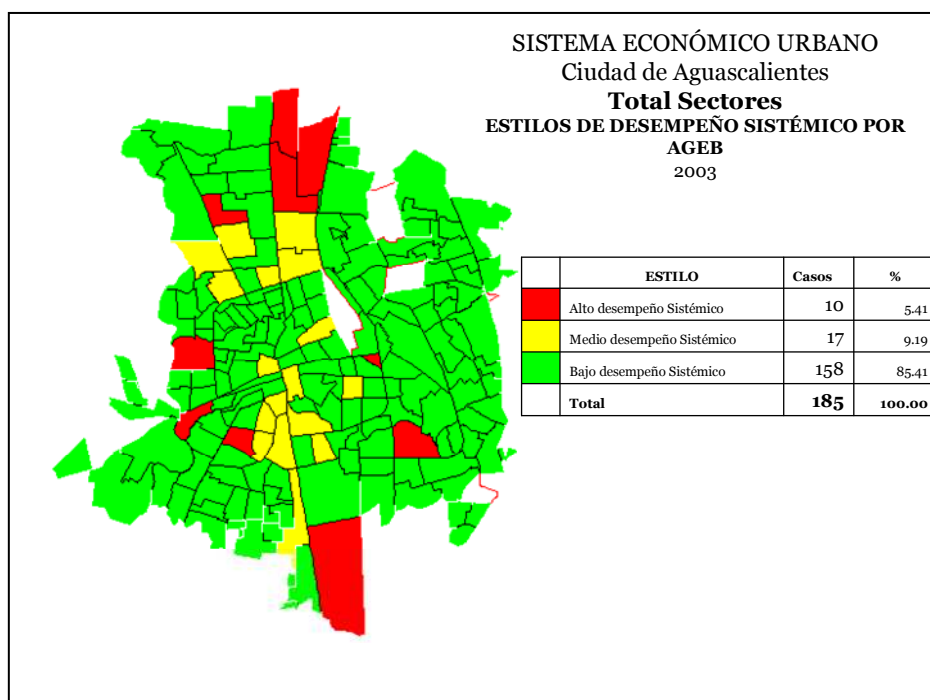 SISTEMA ECONÓMICO URBANO
Ciudad de Aguascalientes
Total Sectores
ESTILOS DE DESEMPEÑO SISTÉMICO POR
AGEB
2003
ESTILO Casos %
Alto desempeño Sistémico 10 5.41
Medio desempeño Sistémico 17 9.19
Bajo desempeño Sistémico 158 85.41
Total 185 100.00